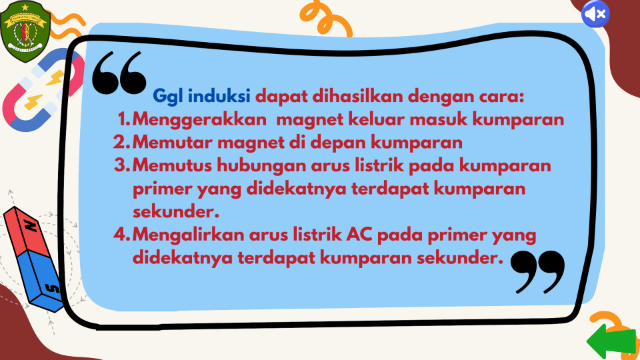 Ggl induksi dapat dihasilkan dengan cara:
1. Menggerakkan magnet keluar masuk kumparan
2. Memutar magnet di depan kumparan
3. Memutus hubungan arus listrik pada kumparan
primer yang didekatnya terdapat kumparan
sekunder.
4. Mengalirkan arus listrik AC pada primer yang
didekatnya terdapat kumparan sekunder.
N
S